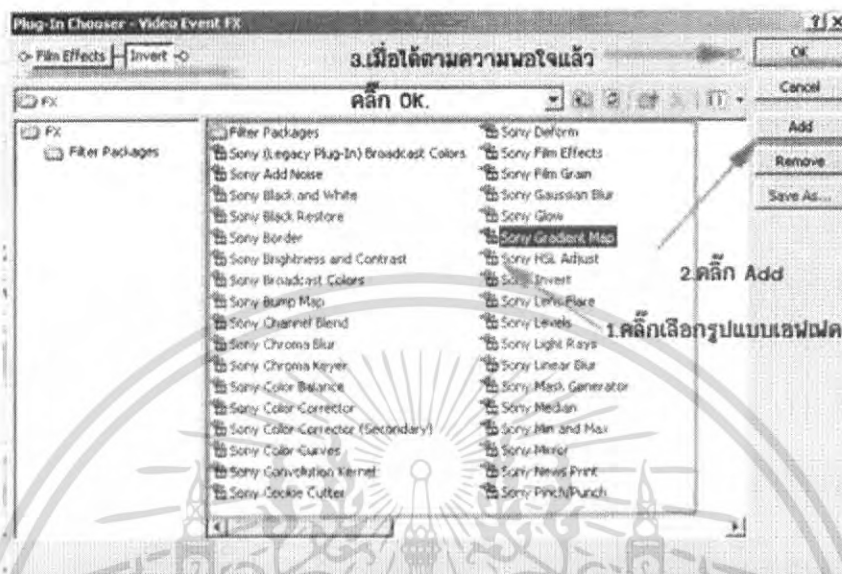 Plug-In Chooser - Video Event FX
Film Effects
Invert
3.เมื่อได้ตามความพอใจแล้ว
คลิ๊ก OK.
OK
Cancel
Add
Remove
Save As...
FX
FX
Filter Packages
Filter Packages
Sony (Legacy Plug-In) Broadcast Colors
Sony Add Noise
Sony Black and White
Sony Black Restore
Sony Border
Sony Brightness and Contrast
Sony Broadcast Colors
Sony Bump Map
Sony Channel Blend
Sony Chroma Blur
Sony Chroma Keyer
Sony Color Balance
Sony Color Corrector
Sony Color Corrector (Secondary)
Sony Color Curves
Sony Convolution Kernel
Sony Cookie Cutter
Sony Deform
Sony Film Effects
Sony Film Grain
Sony Gaussian Blur
Sony Glow
Sony Gradient Map
Sony HSL Adjust
Sony Invert
Sony Lens Flare
Sony Levels
Sony Light Rays
Sony Linear Blur
Sony Mask Generator
Sony Median
Sony Min and Max
Sony Mirror
Sony News Print
Sony Pinch/Punch
2.คลิ๊ก Add
1.คลิ๊กเลือกรูปแบบเอฟเฟค